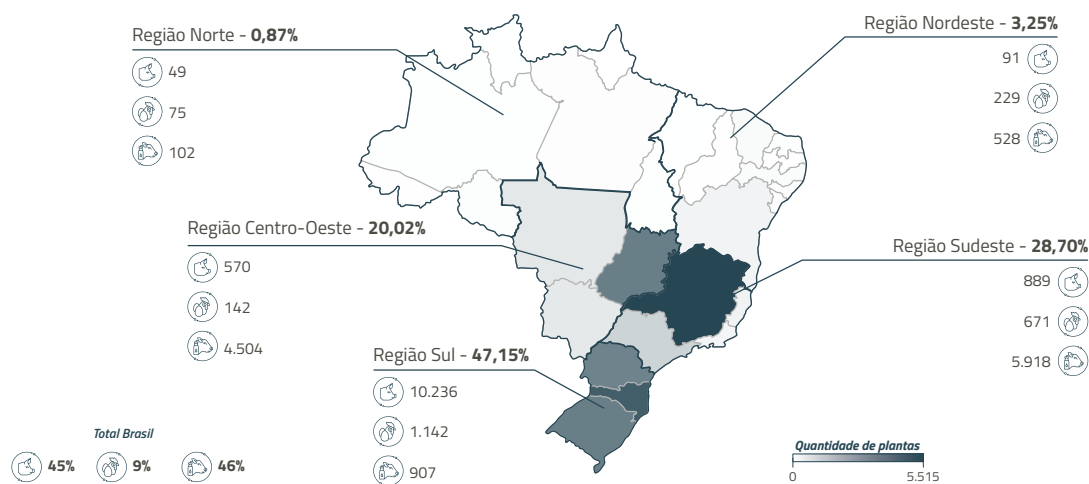 Região Norte - 0,87%
49
75
102
Região Nordeste - 3,25%
91
229
528
Região Centro-Oeste - 20,02%
570
142
4.504
Região Sudeste - 28,70%
889
671
5.918
Região Sul - 47,15%
10.236
1.142
907
Total Brasil
45% 9% 46%
Quantidade de plantas
0 5.515